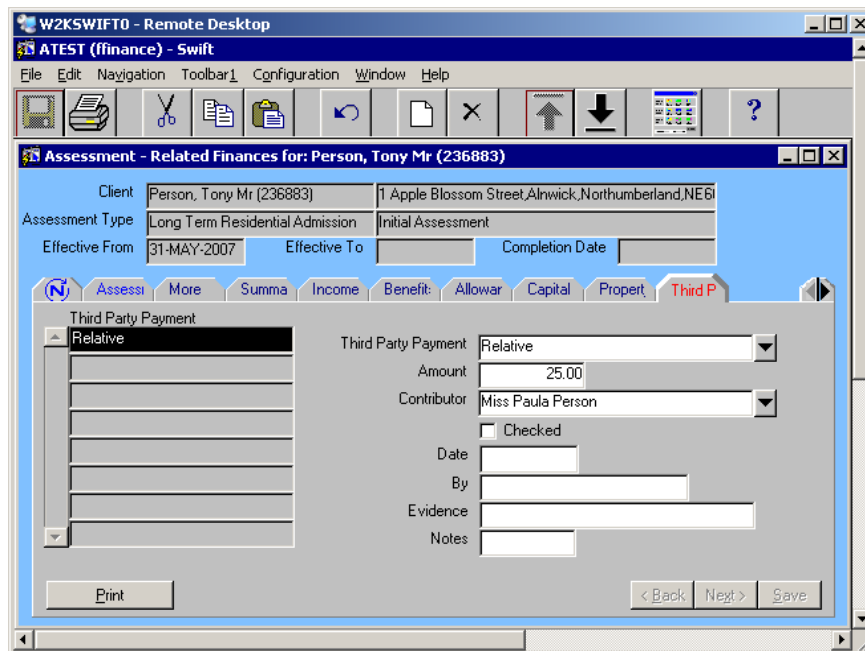 W2KSWIFT0 - Remote Desktop
ATEST (ffinance) - Swift
File Edit Navigation Toolbar1 Configuration Window Help
?
Assessment - Related Finances for: Person, Tony Mr (236883)
Client Person, Tony Mr (236883) 1 Apple Blossom Street,Alnwick,Northumberland,NE6
Assessment Type Long Term Residential Admission Initial Assessment
Effective From 31-MAY-2007 Effective To Completion Date
N Assessi More Summa Income Benefit: Allowar Capital Propert Third P
Third Party Payment
Relative
Third Party Payment Relative
Amount 25.00
Contributor Miss Paula Person
Checked
Date
By
Evidence
Notes
Print < Back Next > Save